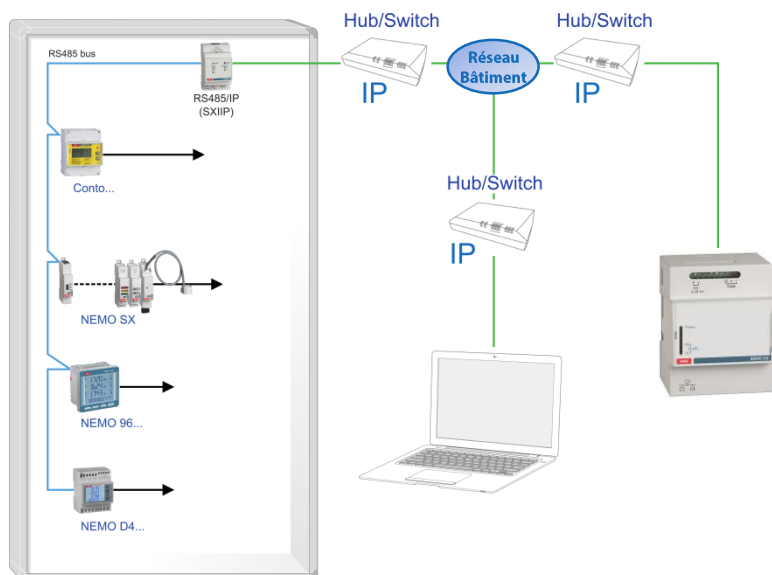 Hub/Switch
Hub/Switch
RS485 bus
Réseau
Bâtiment
IP
IP
RS485/IP
(SXIIP)
Conto...
Hub/Switch
IP
NEMO SX
NEMO 96...
NEMO D4...